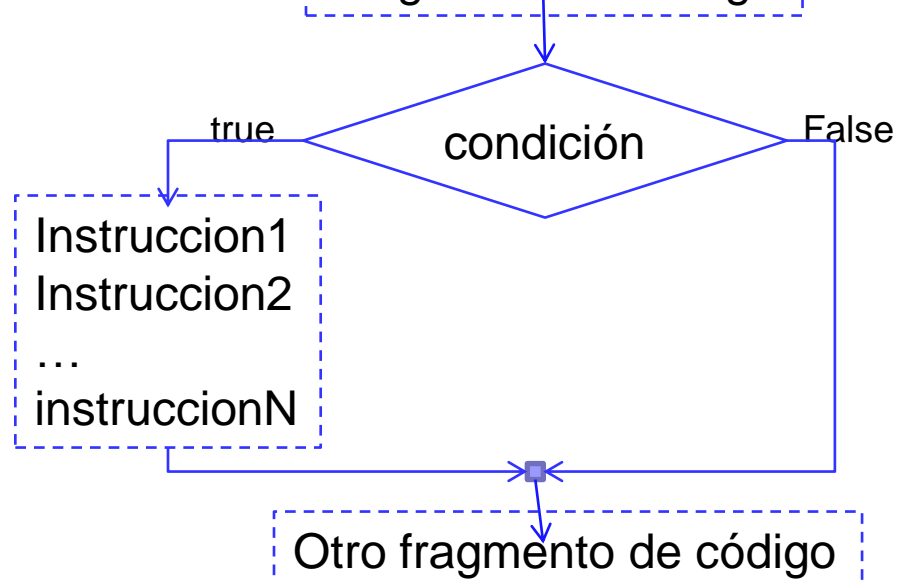 condición
true
False
Instruccion1
Instruccion2
…
instruccionN
Otro fragmento de código